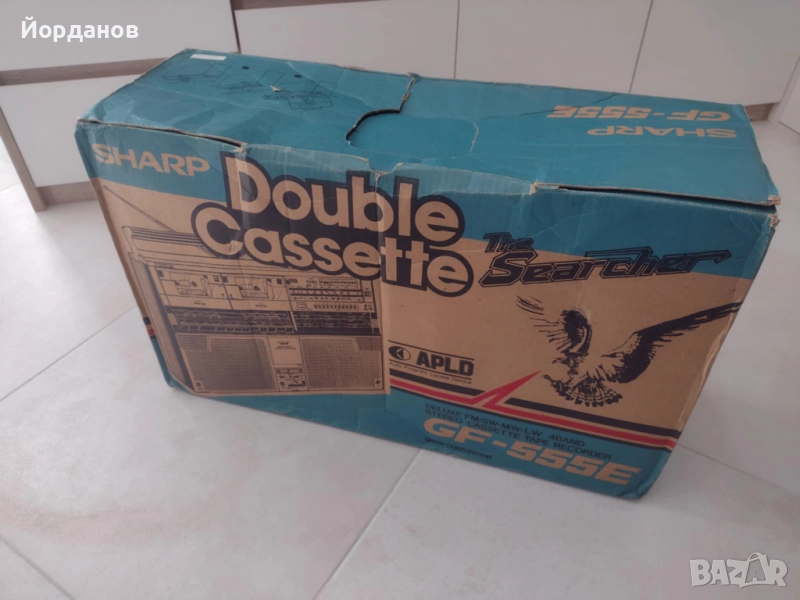 Йорданов
SHARP
GF-555E
SHARP
Double
Cassette
The
Searcher
APLD
DELUXE FM-SW-MW-LW 4BAND
STEREO CASSETTE TAPE RECORDER
GF-555E
BAZAR